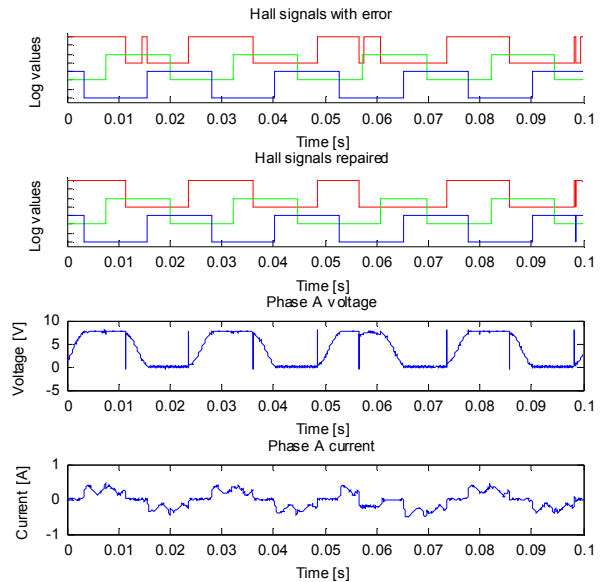 Hall signals with error
Log values
0 0.01 0.02 0.03 0.04 0.05 0.06 0.07 0.08 0.09 0.1
Time [s]
Hall signals repaired
Log values
0 0.01 0.02 0.03 0.04 0.05 0.06 0.07 0.08 0.09 0.1
Time [s]
Phase A voltage
Voltage [V]
10
5
0
-5
0 0.01 0.02 0.03 0.04 0.05 0.06 0.07 0.08 0.09 0.1
Time [s]
Phase A current
Current [A]
1
0
-1
0 0.01 0.02 0.03 0.04 0.05 0.06 0.07 0.08 0.09 0.1
Time [s]